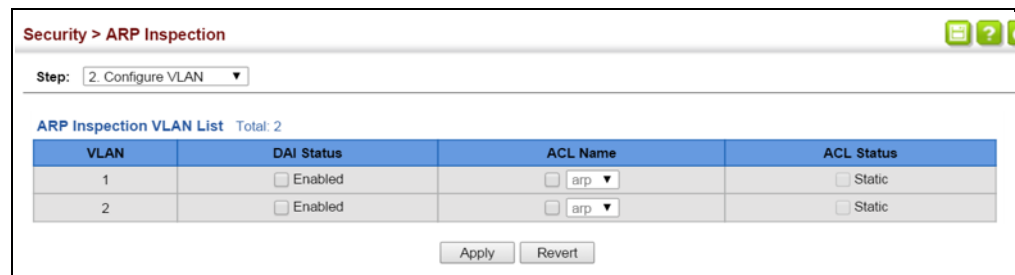 Security > ARP Inspection
?
Step: 2. Configure VLAN
ARP Inspection VLAN List Total: 2
VLAN DAI Status ACL Name ACL Status
1 Enabled arp Static
2 Enabled arp Static
Apply Revert